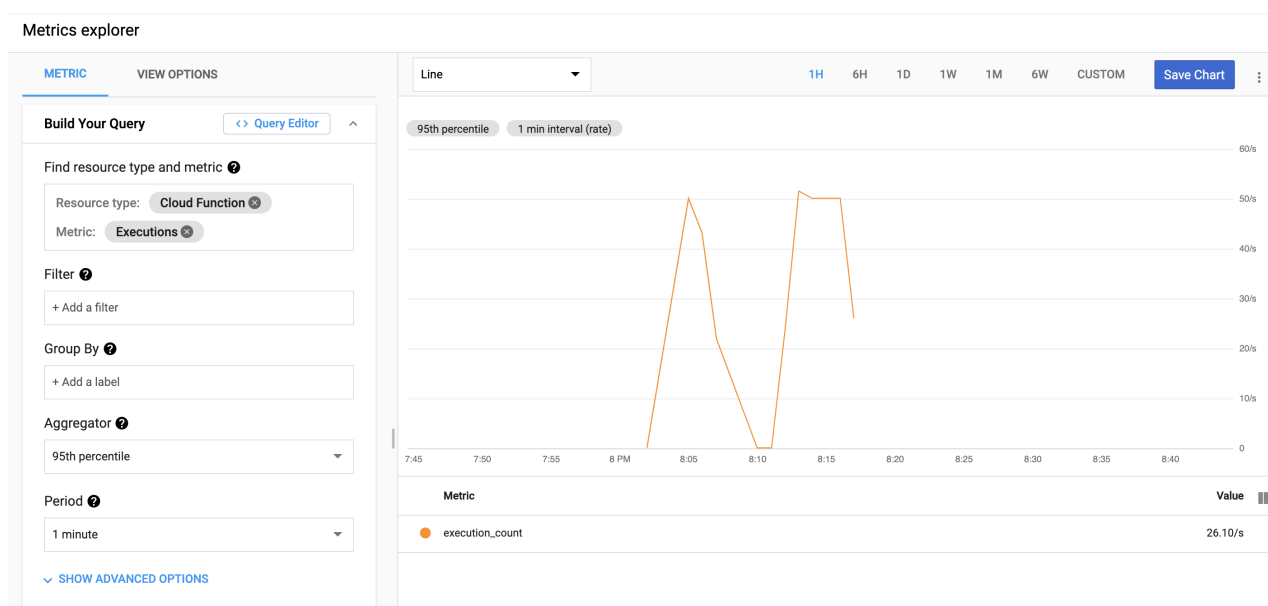 Metrics explorer
METRIC VIEW OPTIONS
Build Your Query <> Query Editor
Find resource type and metric ?
Resource type: Cloud Function
Metric: Executions
Filter ?
+ Add a filter
Group By ?
+ Add a label
Aggregator ?
95th percentile
Period ?
1 minute
SHOW ADVANCED OPTIONS
Line 1H 6H 1D 1W 1M 6W CUSTOM Save Chart
95th percentile 1 min interval (rate)
60/s
50/s
40/s
30/s
20/s
10/s
0
7:45 7:50 7:55 8 PM 8:05 8:10 8:15 8:20 8:25 8:30 8:35 8:40
Metric Value
execution_count 26.10/s